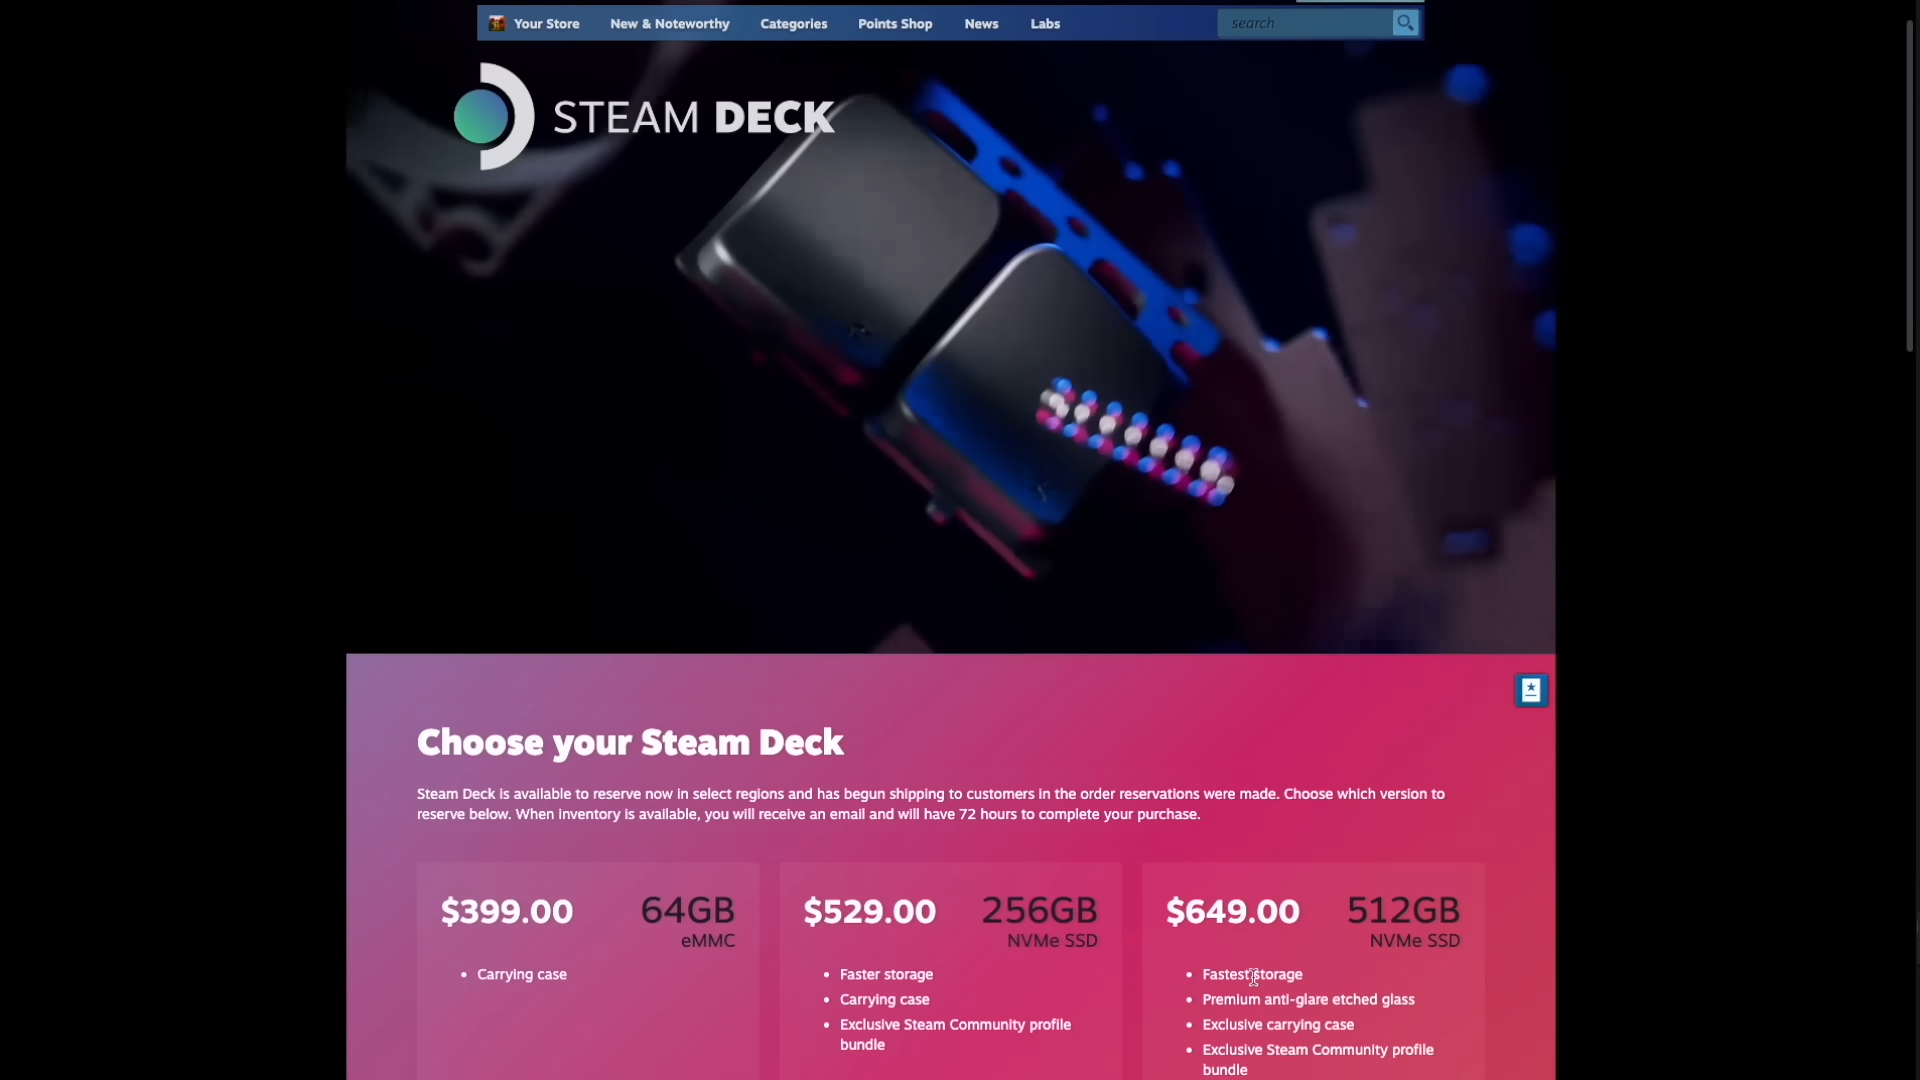 Your Store
New & Noteworthy
Categories
Points Shop
News
Labs
search
STEAM DECK
Choose your Steam Deck
Steam Deck is available to reserve now in select regions and has begun shipping to customers in the order reservations were made. Choose which version to
reserve below. When inventory is available, you will receive an email and will have 72 hours to complete your purchase.
$399.00
64GB
eMMC
• Carrying case
$529.00
256GB
NVMe SSD
• Faster storage
• Carrying case
• Exclusive Steam Community profile
bundle
$649.00
512GB
NVMe SSD
• Fastest storage
• Premium anti-glare etched glass
• Exclusive carrying case
• Exclusive Steam Community profile
bundle